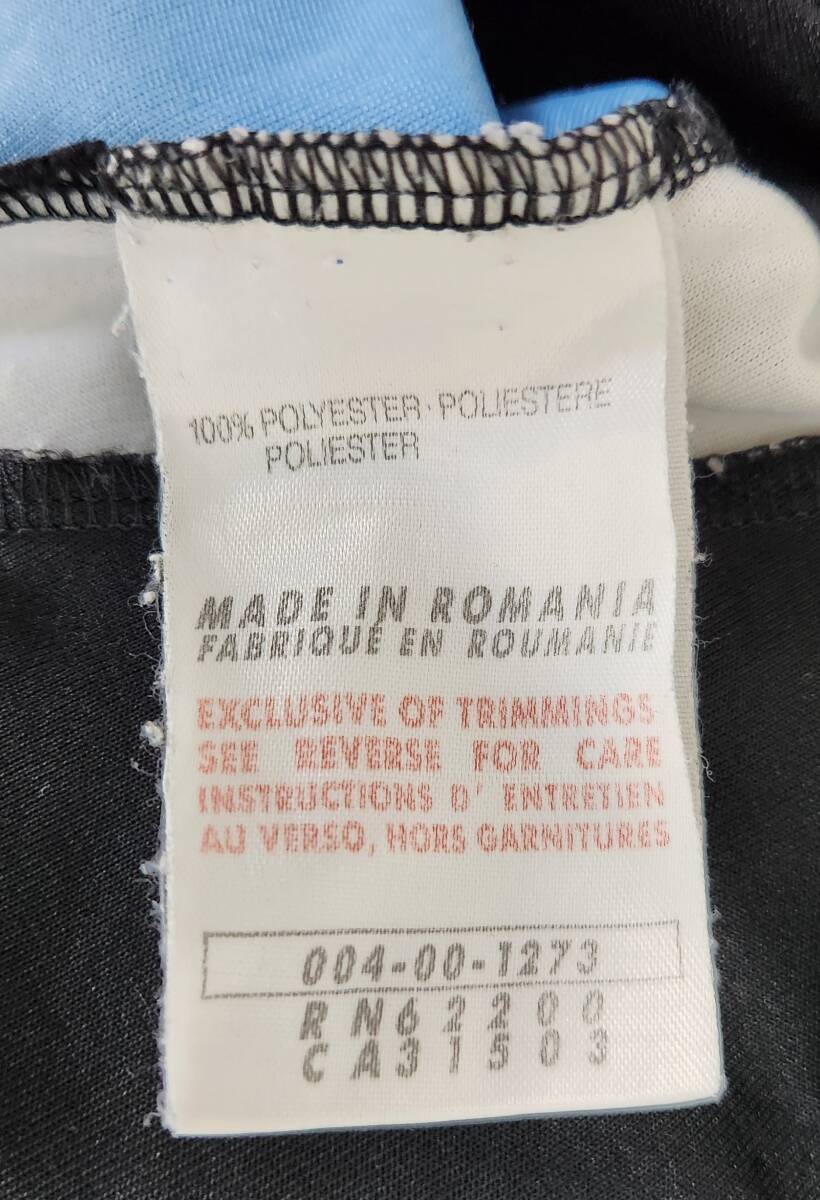 100% POLYESTER · POLIESTERE
POLIESTER
MADE IN ROMANIA
FABRIQUÉ EN ROUMANIE
EXCLUSIVE OF TRIMMINGS
SEE REVERSE FOR CARE
INSTRUCTIONS D' ENTRETIEN
AU VERSO, HORS GARNITURES
004-00-1273
RN62200
CA31503